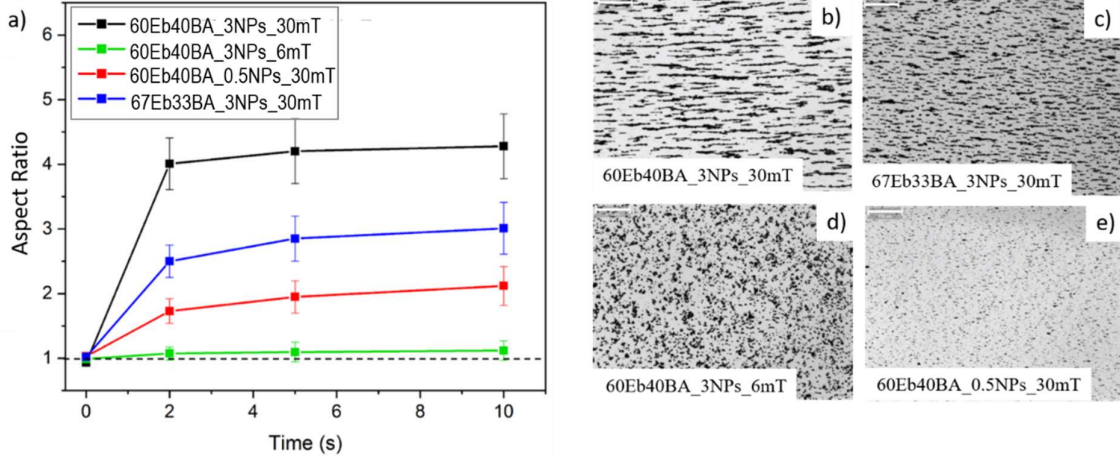 a)
60Eb40BA_3NPs_30mT
60Eb40BA_3NPs_6mT
60Eb40BA_0.5NPs_30mT
67Eb33BA_3NPs_30mT
Aspect Ratio
6
5
4
3
2
1
0 2 4 6 8 10
Time (s)
b)
60Eb40BA_3NPs_30mT
c)
67Eb33BA_3NPs_30mT
d)
60Eb40BA_3NPs_6mT
e)
60Eb40BA_0.5NPs_30mT